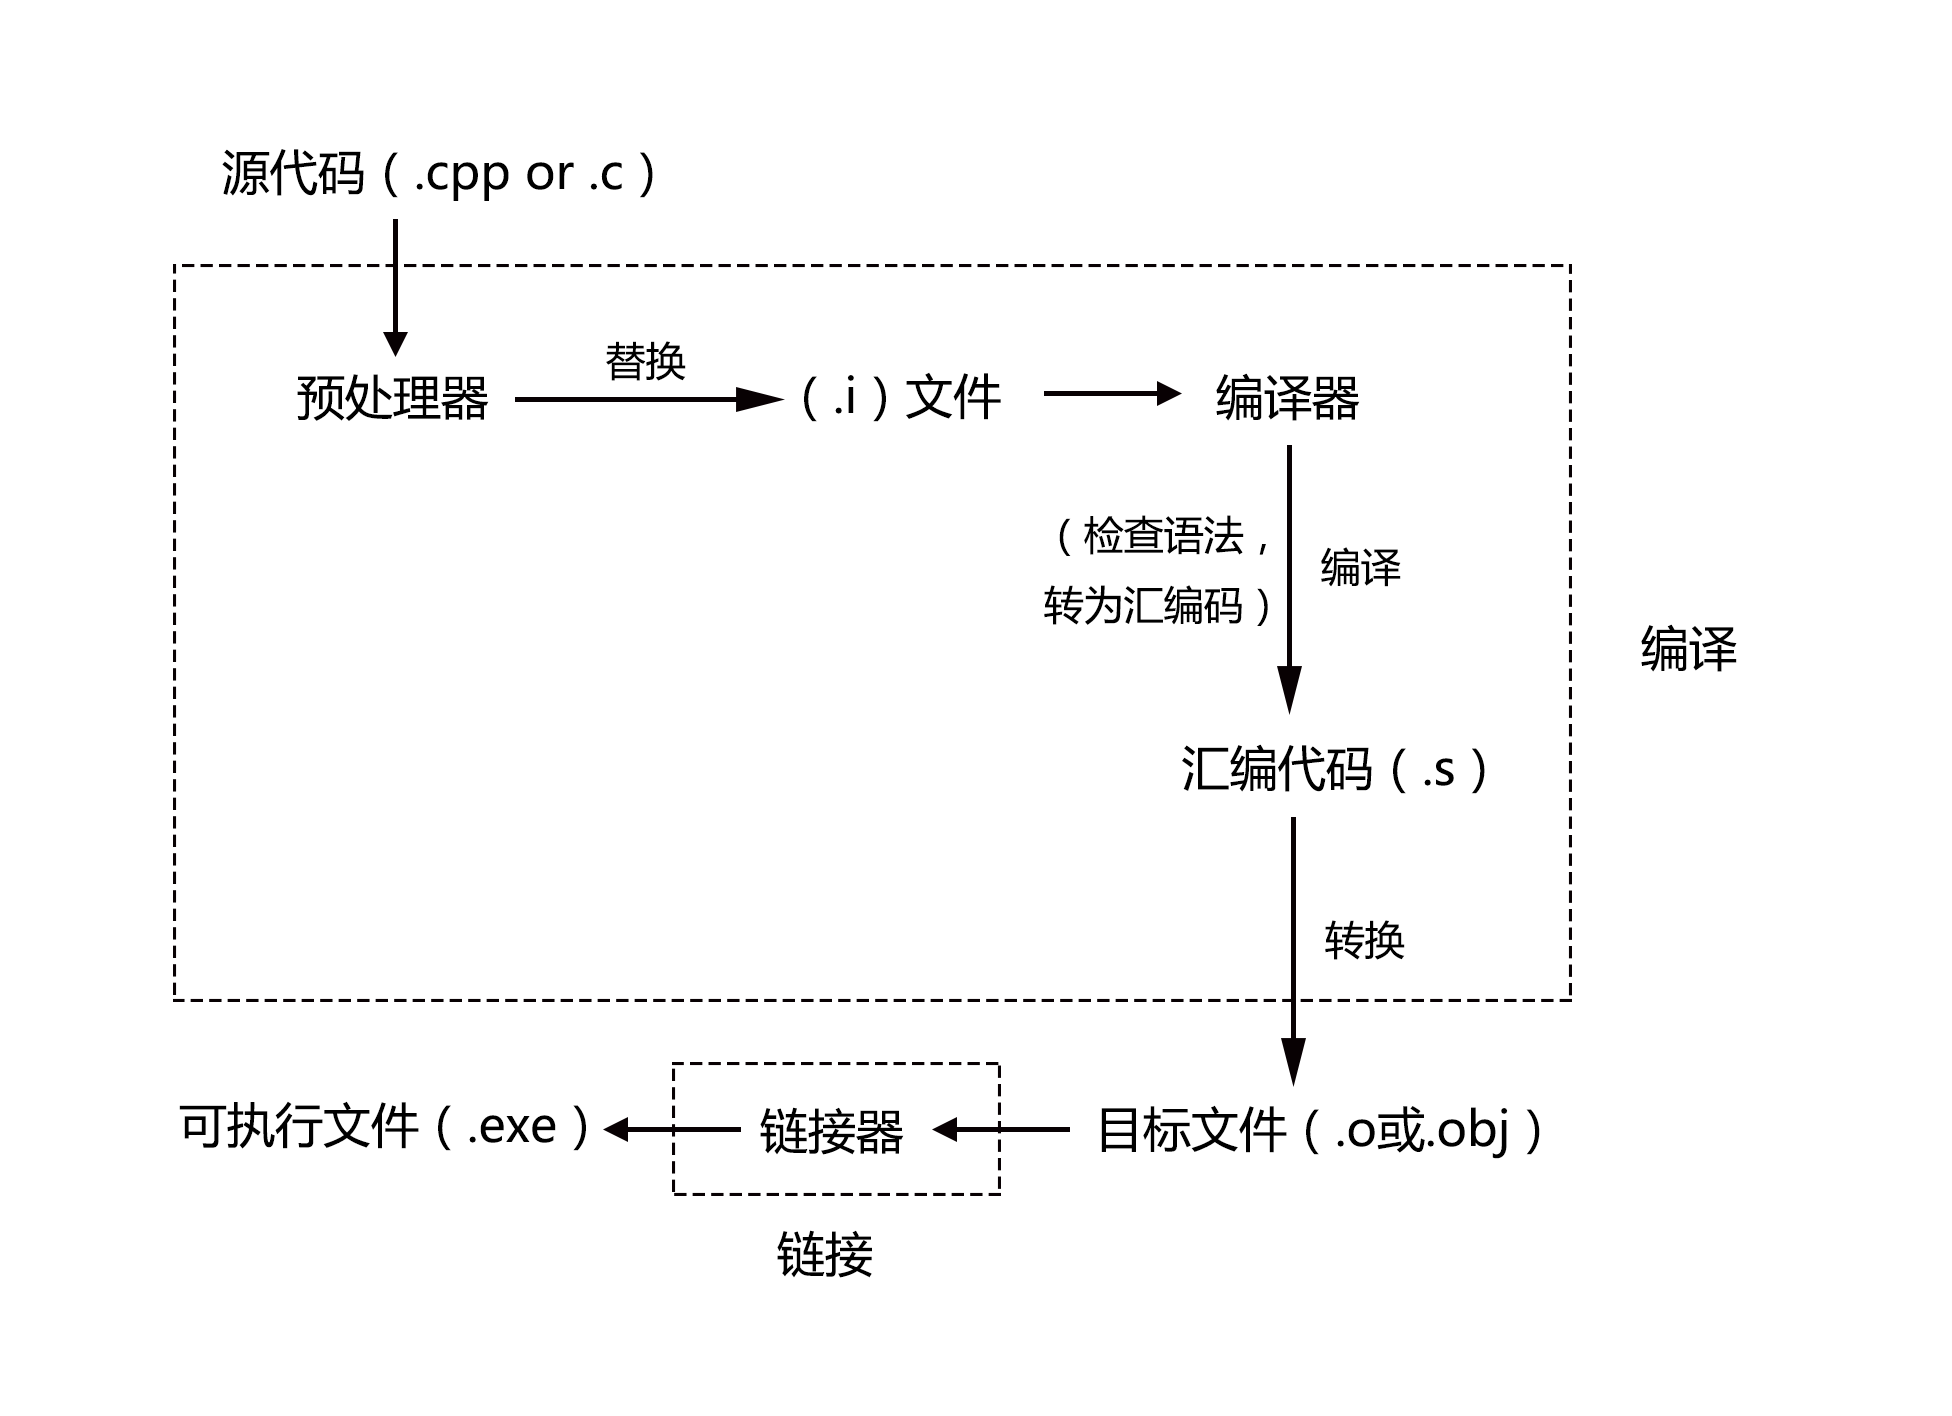 源代码（.cpp or .c）
预处理器
替换
（.i）文件
编译器
（检查语法，
转为汇编码）
编译
编译
汇编代码（.s）
转换
可执行文件（.exe）
链接器
目标文件（.o或.obj）
链接